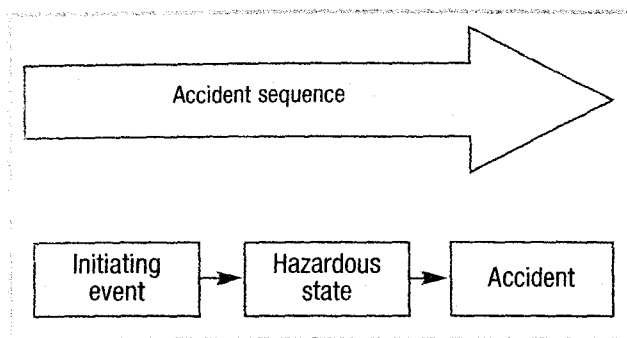 Accident sequence
Initiating
event
Hazardous
state
Accident